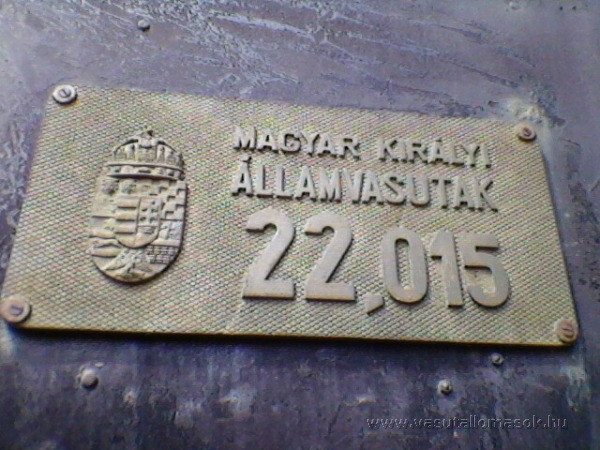 MAGYAR KIRÁLYI
ÁLLAMVASUTAK
22,015
www.vasutallomasok.hu